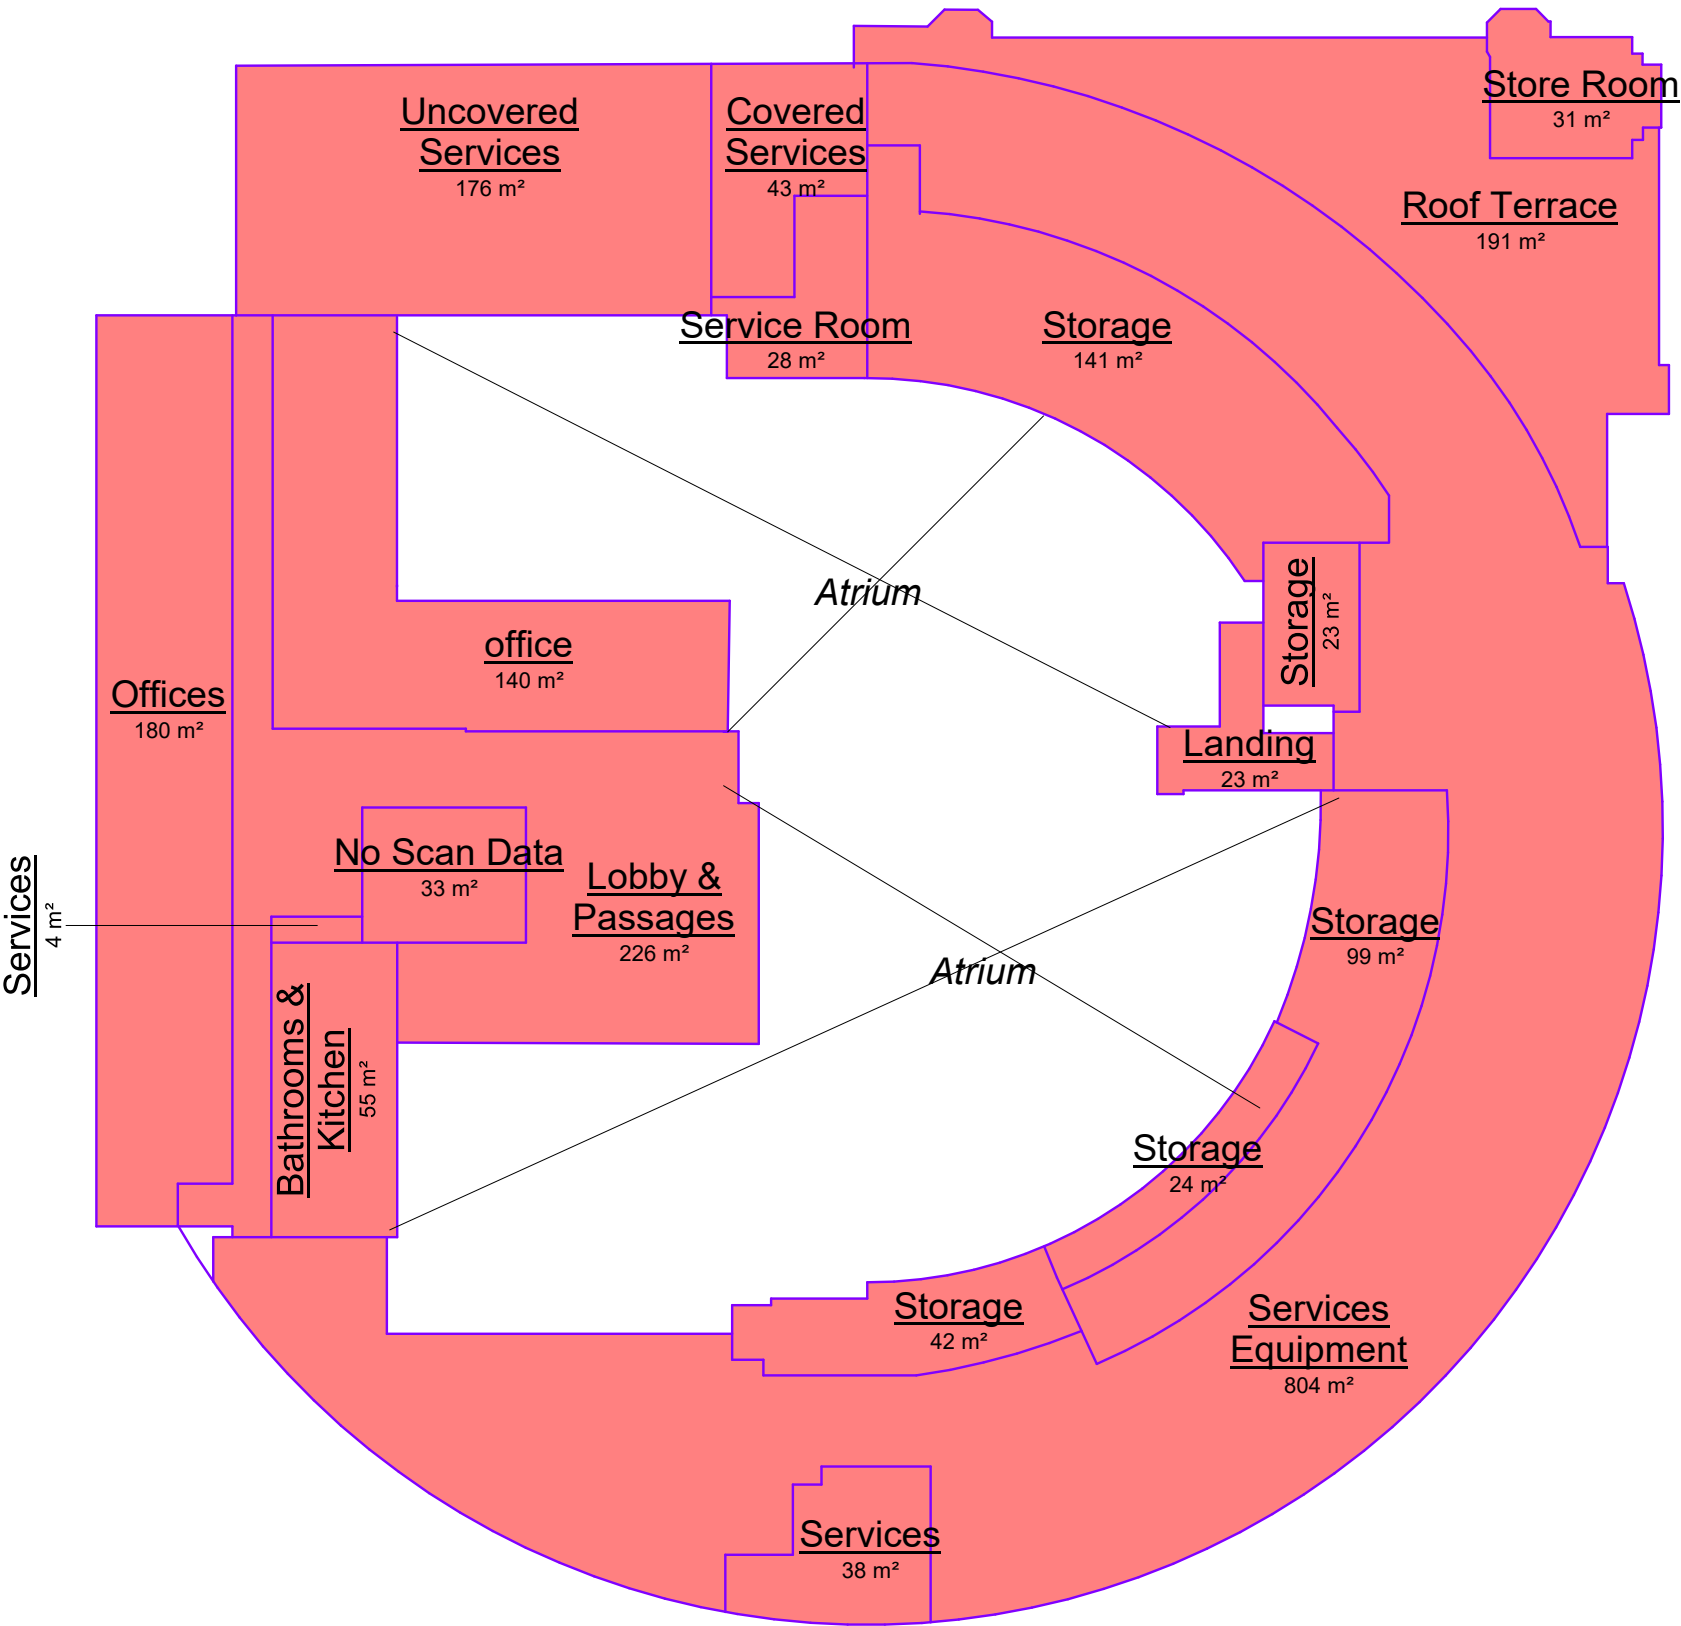 Store Room
31 m²
Uncovered
Services
176 m²
Covered
Services
43 m²
Roof Terrace
191 m²
Service Room
28 m²
Storage
141 m²
Atrium
Storage
23 m²
office
140 m²
Offices
180 m²
Landing
23 m²
No Scan Data
33 m²
Lobby &
Passages
226 m²
Services
4 m²
Storage
99 m²
Atrium
Bathrooms &
Kitchen
55 m²
Storage
24 m²
Storage
42 m²
Services
Equipment
804 m²
Services
38 m²